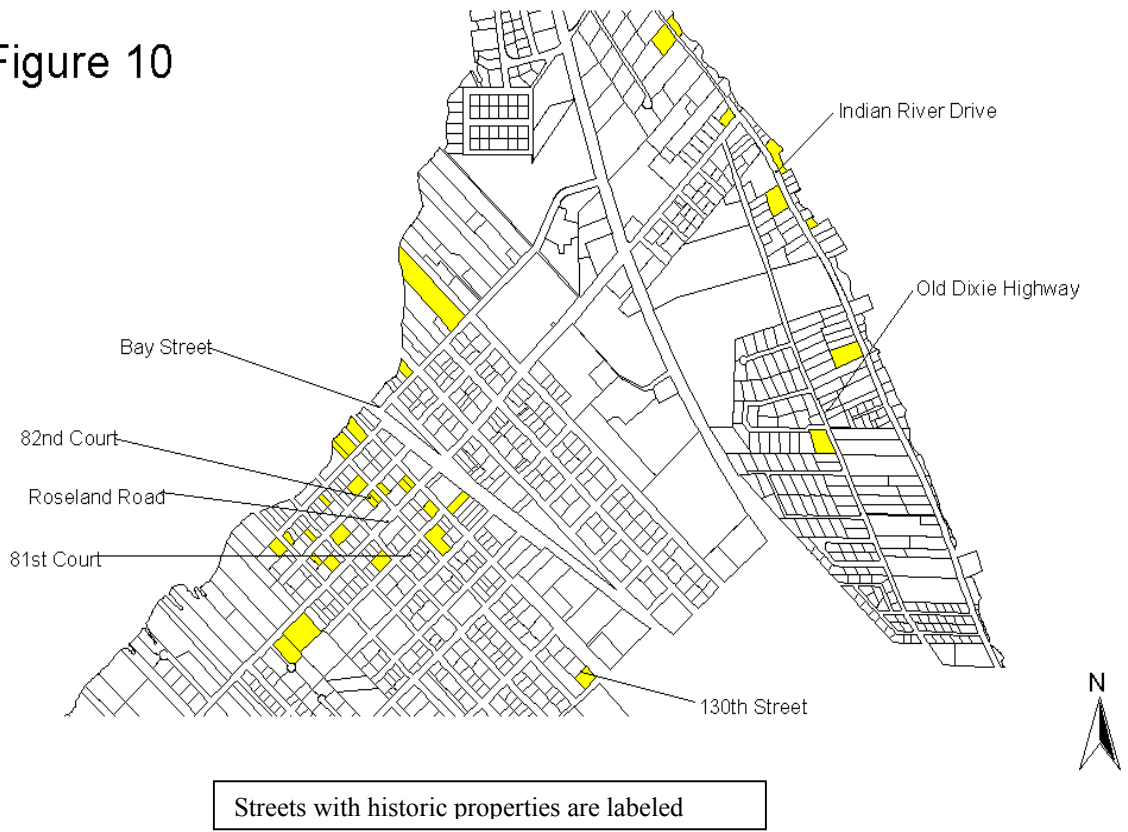 Figure 10
Indian River Drive
Old Dixie Highway
Bay Street
82nd Court
Roseland Road
81st Court
130th Street
N
Streets with historic properties are labeled